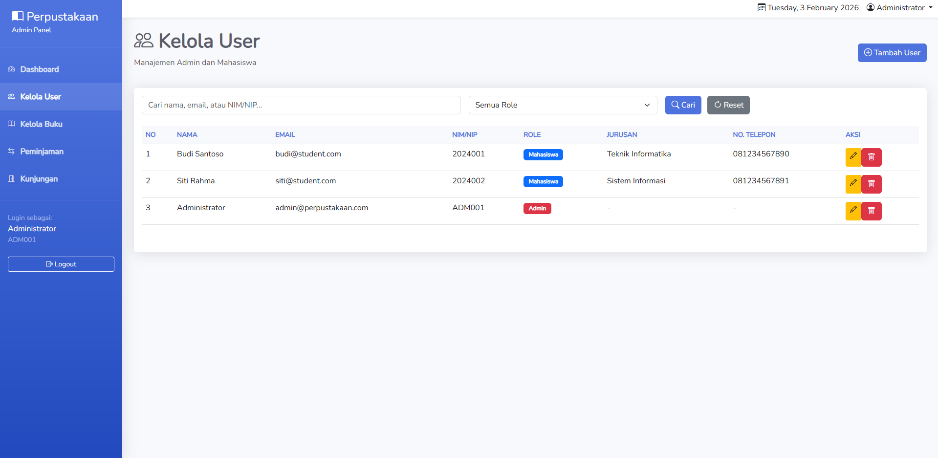 Perpustakaan
Admin Panel
Dashboard
Kelola User
Kelola Buku
Peminjaman
Kunjungan
Login sebagai:
Administrator
ADM001
Logout
Tuesday, 3 February 2026 Administrator
Kelola User
Manajemen Admin dan Mahasiswa
Tambah User
Cari nama, email, atau NIM/NIP... Semua Role Cari Reset
NO NAMA EMAIL NIM/NIP ROLE JURUSAN NO. TELEPON AKSI
1 Budi Santoso budi@student.com 2024001 Mahasiswa Teknik Informatika 081234567890
2 Siti Rahma siti@student.com 2024002 Mahasiswa Sistem Informasi 081234567891
3 Administrator admin@perpustakaan.com ADM001 Admin - -